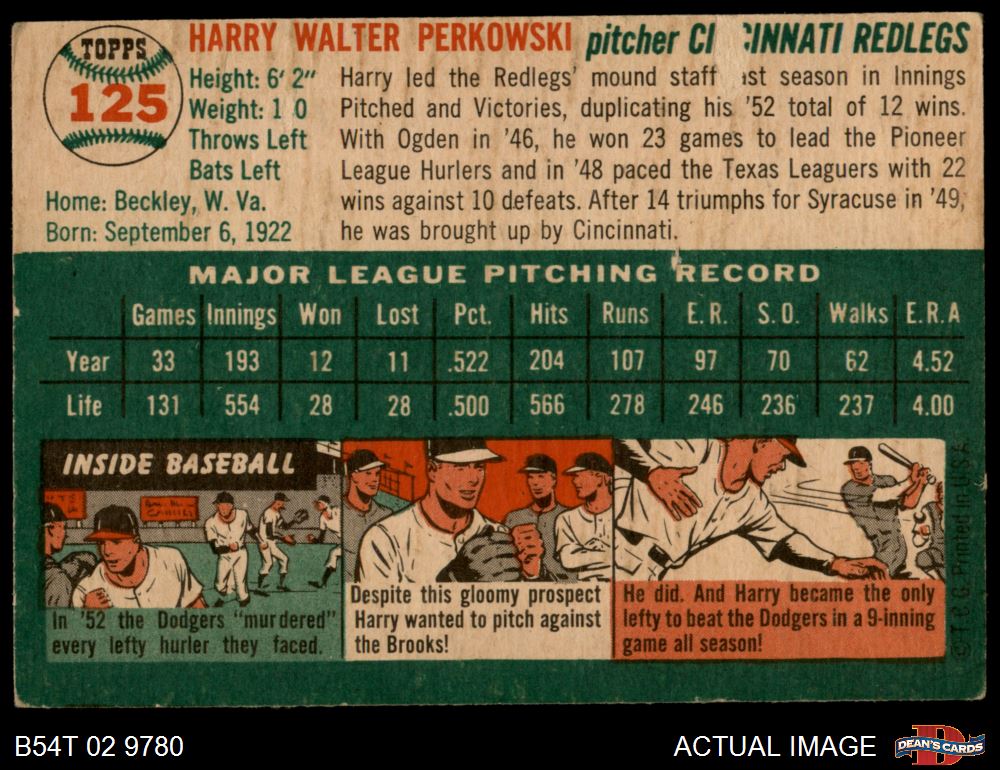 TOPPS
125
HARRY WALTER PERKOWSKI pitcher CI INNATI REDLEGS
Height: 6' 2"
Weight: 1 0
Throws Left
Bats Left
Home: Beckley, W. Va.
Born: September 6, 1922
Harry led the Redlegs' mound staff st season in Innings
Pitched and Victories, duplicating his '52 total of 12 wins.
With Ogden in '46, he won 23 games to lead the Pioneer
League Hurlers and in '48 paced the Texas Leaguers with 22
wins against 10 defeats. After 14 triumphs for Syracuse in '49,
he was brought up by Cincinnati.
MAJOR LEAGUE PITCHING RECORD
Games Innings Won Lost Pct. Hits Runs E.R. S.O. Walks E.R.A
Year 33 193 12 11 .522 204 107 97 70 62 4.52
Life 131 554 28 28 .500 566 278 246 236 237 4.00
INSIDE BASEBALL
In '52 the Dodgers "murdered"
every lefty hurler they faced.
Despite this gloomy prospect
Harry wanted to pitch against
the Brooks!
He did. And Harry became the only
lefty to beat the Dodgers in a 9-inning
game all season!
© T.C.G. Printed in U.S.A
B54T 02 9780
ACTUAL IMAGE
D
DEAN'S CARDS